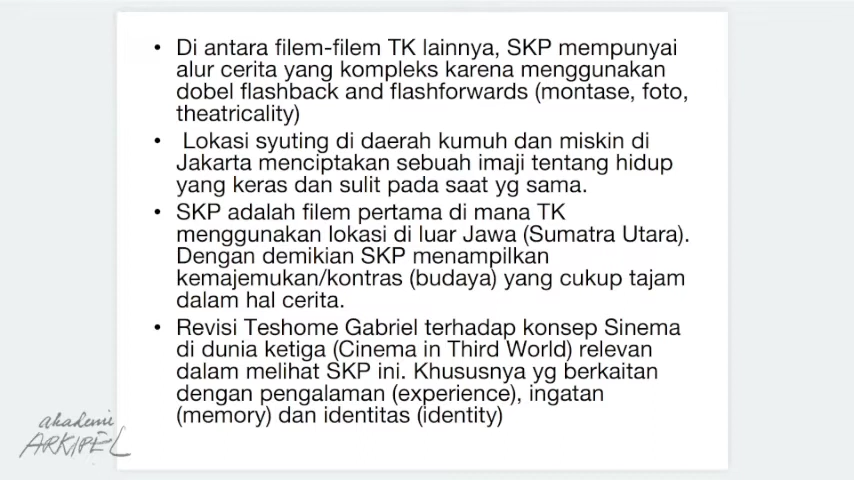 • Di antara filem-filem TK lainnya, SKP mempunyai
alur cerita yang kompleks karena menggunakan
dobel flashback and flashforwards (montase, foto,
theatricality)
• Lokasi syuting di daerah kumuh dan miskin di
Jakarta menciptakan sebuah imaji tentang hidup
yang keras dan sulit pada saat yg sama.
• SKP adalah filem pertama di mana TK
menggunakan lokasi di luar Jawa (Sumatra Utara).
Dengan demikian SKP menampilkan
kemajemukan/kontras (budaya) yang cukup tajam
dalam hal cerita.
• Revisi Teshome Gabriel terhadap konsep Sinema
di dunia ketiga (Cinema in Third World) relevan
dalam melihat SKP ini. Khususnya yg berkaitan
dengan pengalaman (experience), ingatan
(memory) dan identitas (identity)
akademi
ARKIPEL